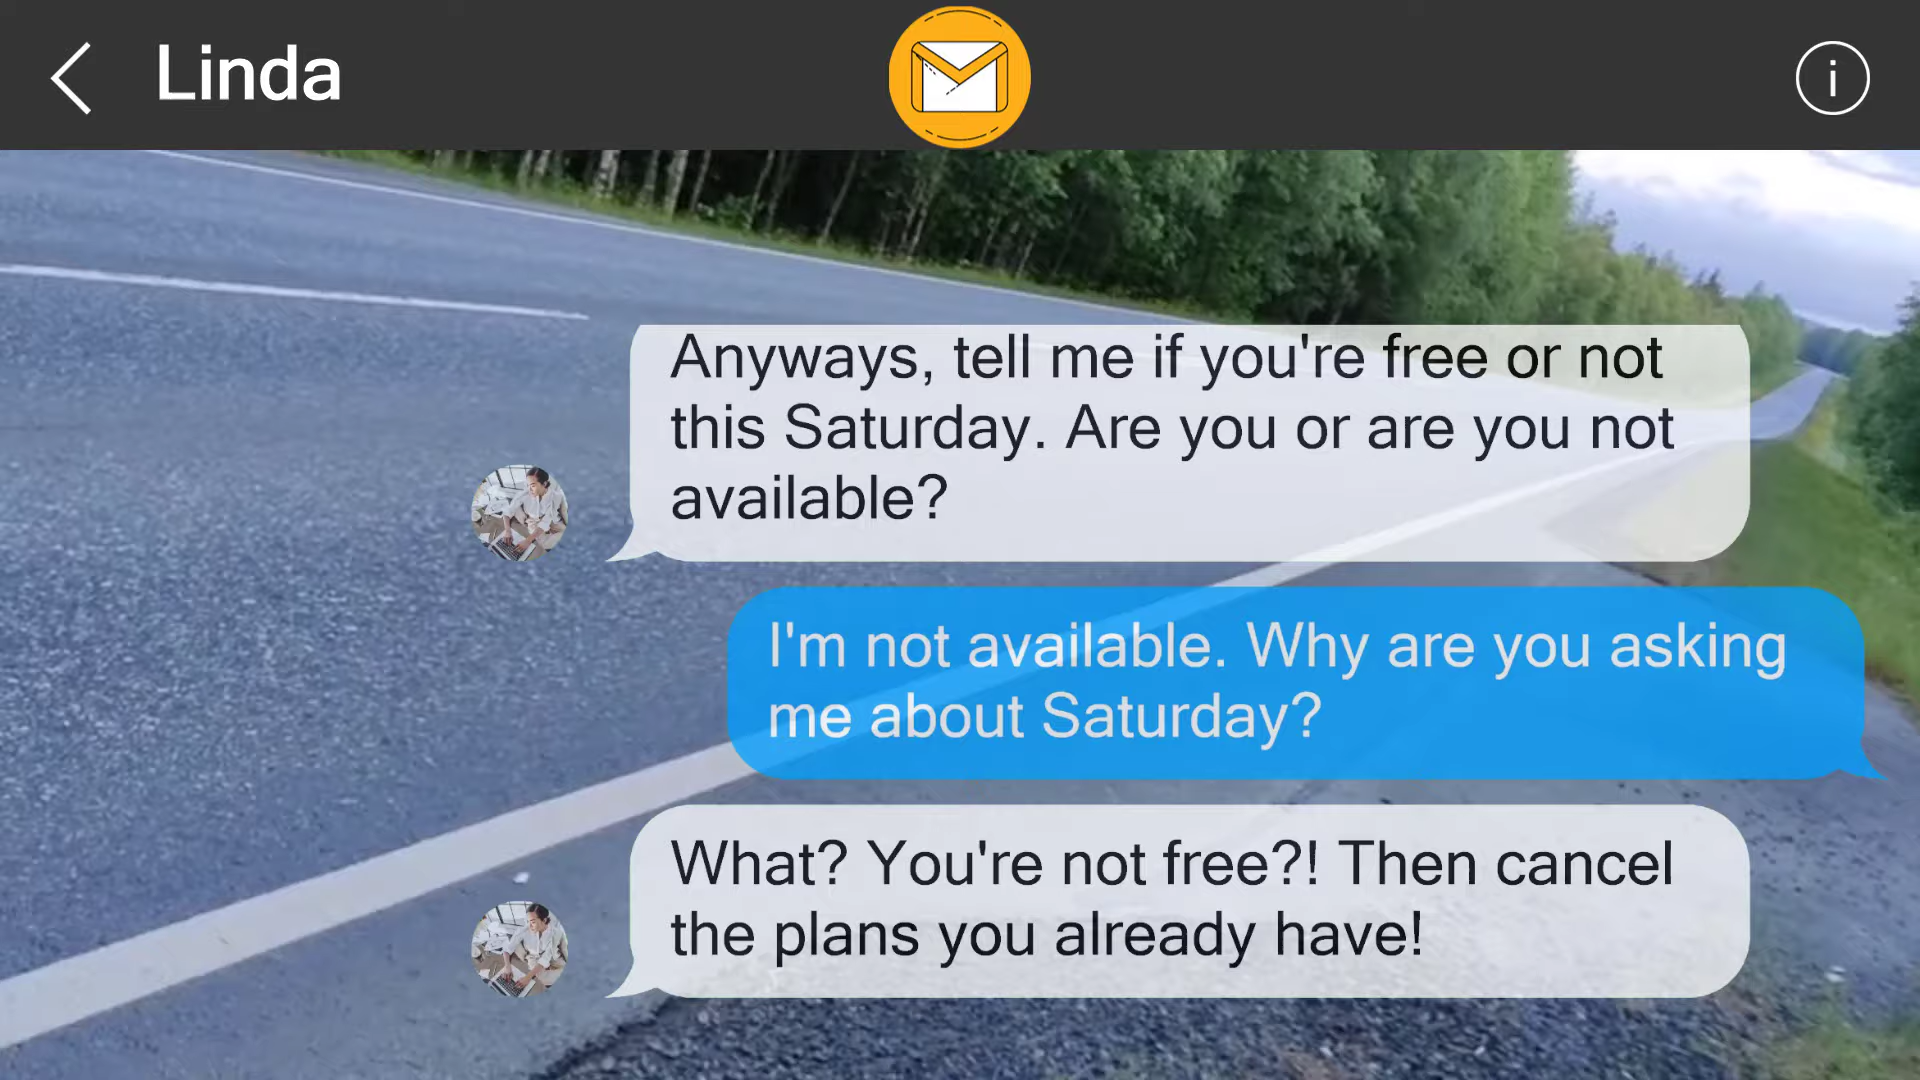 Linda
i
Anyways, tell me if you're free or not
this Saturday. Are you or are you not
available?
I'm not available. Why are you asking
me about Saturday?
What? You're not free?! Then cancel
the plans you already have!